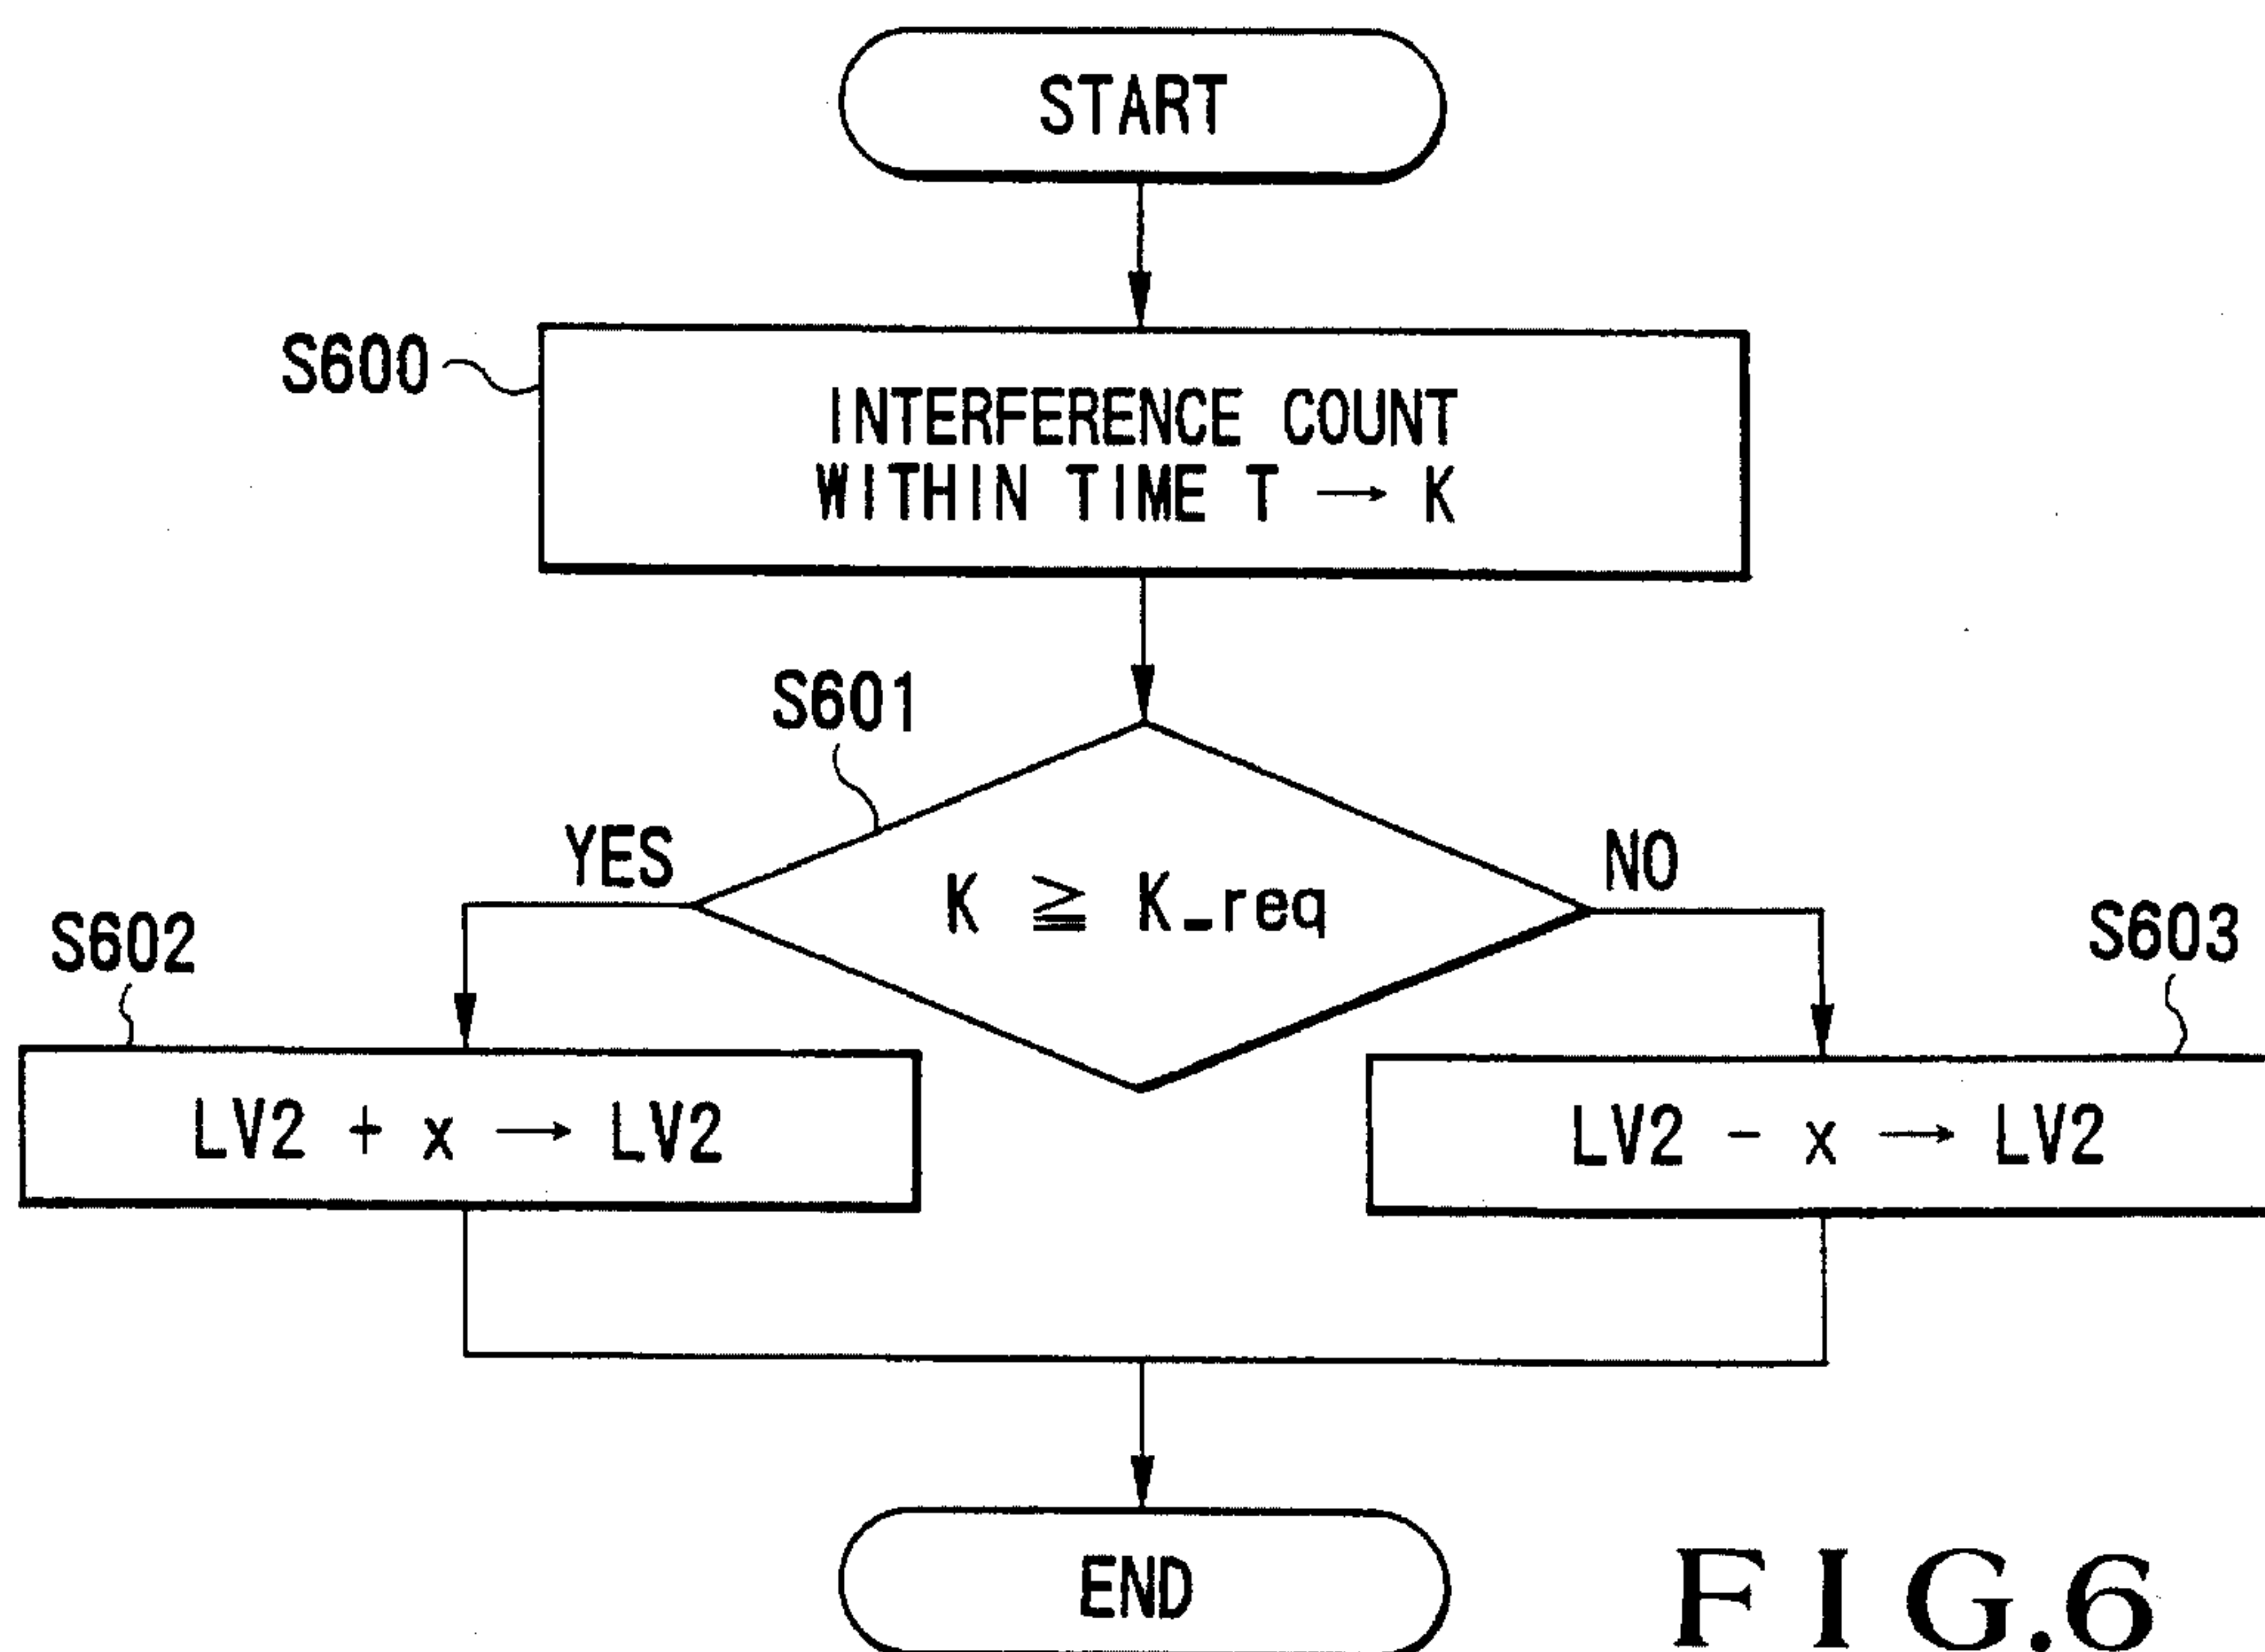 START
S600
INTERFERENCE COUNT
WITHIN TIME T → K
S601
YES
K ≧ K_req
NO
S602
S603
LV2 + x → LV2
LV2 - x → LV2
END
FIG.6